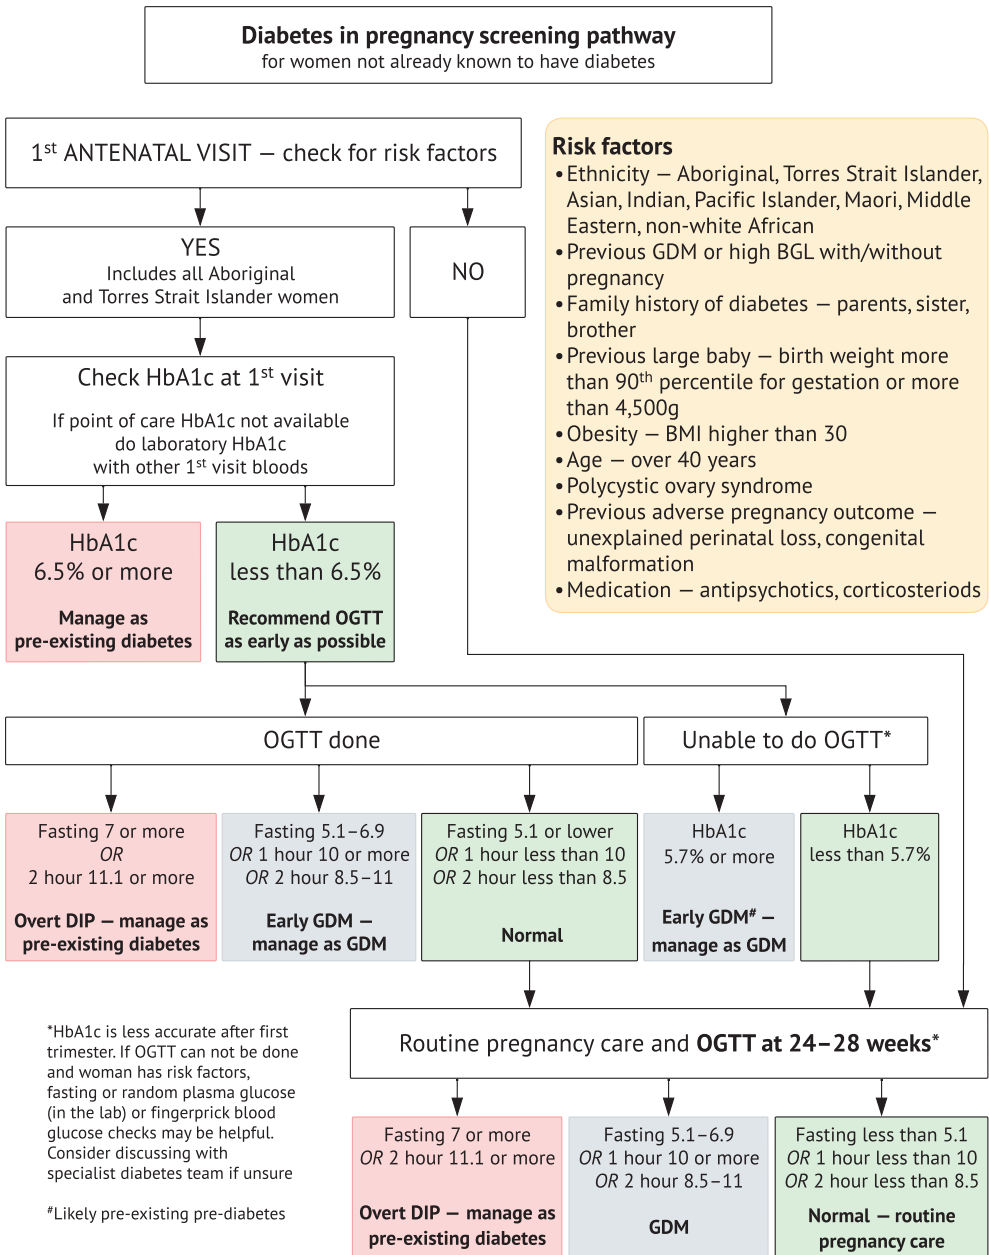 Diabetes in pregnancy screening pathway
for women not already known to have diabetes
1st ANTENATAL VISIT — check for risk factors
YES
Includes all Aboriginal
and Torres Strait Islander women
NO
Check HbA1c at 1st visit
If point of care HbA1c not available
do laboratory HbA1c
with other 1st visit bloods
HbA1c
6.5% or more
Manage as
pre-existing diabetes
HbA1c
less than 6.5%
Recommend OGTT
as early as possible
Risk factors
• Ethnicity — Aboriginal, Torres Strait Islander,
Asian, Indian, Pacific Islander, Maori, Middle
Eastern, non-white African
• Previous GDM or high BGL with/without
pregnancy
• Family history of diabetes — parents, sister,
brother
• Previous large baby — birth weight more
than 90th percentile for gestation or more
than 4,500g
• Obesity — BMI higher than 30
• Age — over 40 years
• Polycystic ovary syndrome
• Previous adverse pregnancy outcome —
unexplained perinatal loss, congenital
malformation
• Medication — antipsychotics, corticosteriods
OGTT done
Unable to do OGTT*
Fasting 7 or more
OR
2 hour 11.1 or more
Overt DIP — manage as
pre-existing diabetes
Fasting 5.1–6.9
OR 1 hour 10 or more
OR 2 hour 8.5–11
Early GDM —
manage as GDM
Fasting 5.1 or lower
OR 1 hour less than 10
OR 2 hour less than 8.5
Normal
HbA1c
5.7% or more
Early GDM# —
manage as GDM
HbA1c
less than 5.7%
Routine pregnancy care and OGTT at 24–28 weeks*
*HbA1c is less accurate after first
trimester. If OGTT can not be done
and woman has risk factors,
fasting or random plasma glucose
(in the lab) or fingerprick blood
glucose checks may be helpful.
Consider discussing with
specialist diabetes team if unsure
#Likely pre-existing pre-diabetes
Fasting 7 or more
OR 2 hour 11.1 or more
Overt DIP — manage as
pre-existing diabetes
Fasting 5.1–6.9
OR 1 hour 10 or more
OR 2 hour 8.5–11
GDM
Fasting less than 5.1
OR 1 hour less than 10
OR 2 hour less than 8.5
Normal — routine
pregnancy care